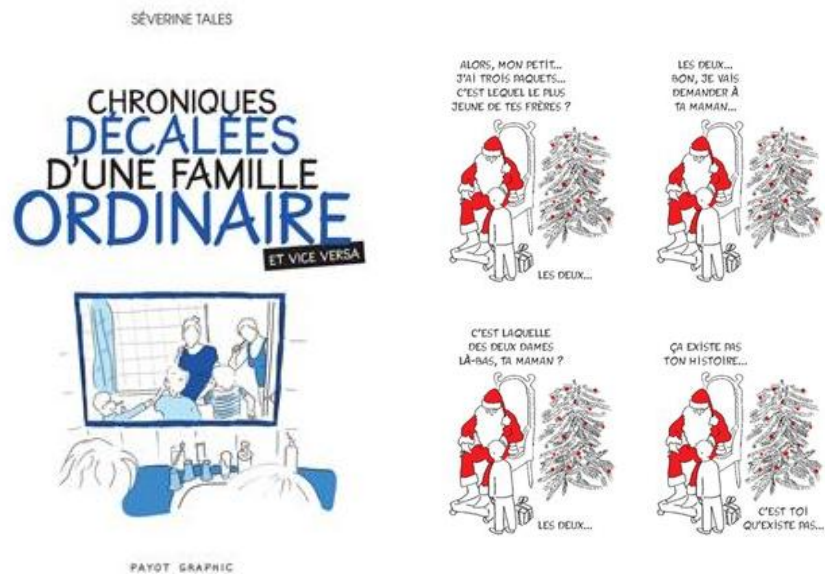 SÉVERINE TALES
CHRONIQUES
DÉCALÉES
D'UNE FAMILLE
ORDINAIRE
ET VICE VERSA
PAYOT GRAPHIC
ALORS, MON PETIT...
J'AI TROIS PAQUETS...
C'EST LEQUEL LE PLUS
JEUNE DE TES FRÈRES ?
LES DEUX...
LES DEUX...
BON, JE VAIS
DEMANDER À
TA MAMAN...
C'EST LAQUELLE
DES DEUX DAMES
LÀ-BAS, TA MAMAN ?
LES DEUX...
ÇA EXISTE PAS
TON HISTOIRE...
C'EST TOI
QU'EXISTE PAS...